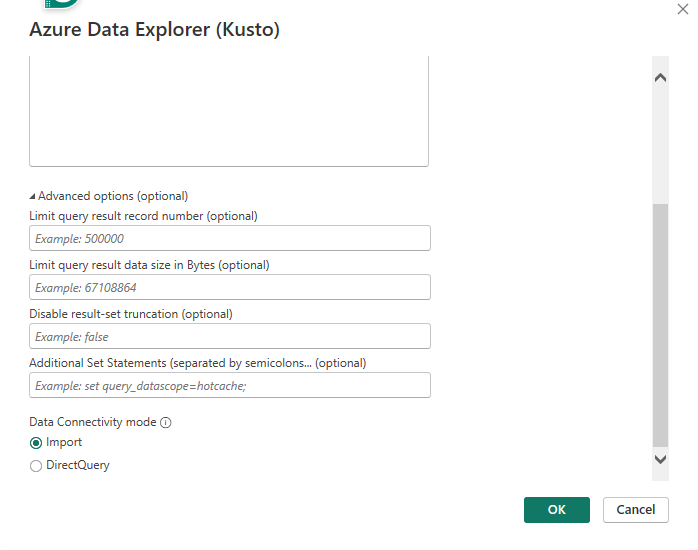 Azure Data Explorer (Kusto)
Advanced options (optional)
Limit query result record number (optional)
Example: 500000
Limit query result data size in Bytes (optional)
Example: 67108864
Disable result-set truncation (optional)
Example: false
Additional Set Statements (separated by semicolons... (optional)
Example: set query_datascope=hotcache;
Data Connectivity mode
Import
DirectQuery
OK Cancel